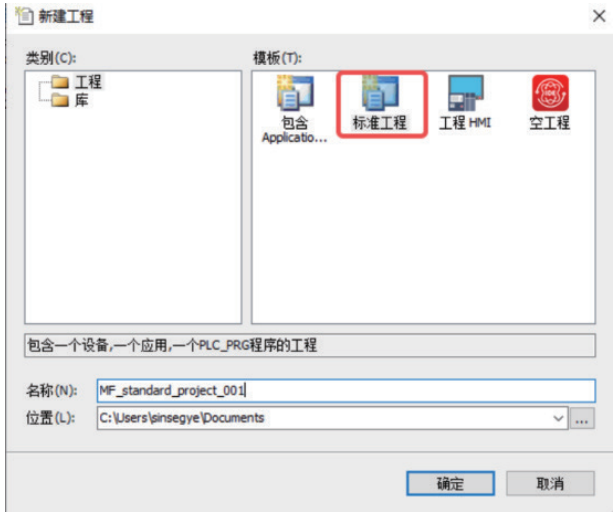 新建工程
类别(C):
模板(T):
工程
库
包含
Applicatio...
标准工程
工程 HMI
空工程
包含一个设备,一个应用,一个PLC_PRG程序的工程
名称(N): MF_standard_project_001
位置(L): C:\Users\sinsegye\Documents
...
确定
取消